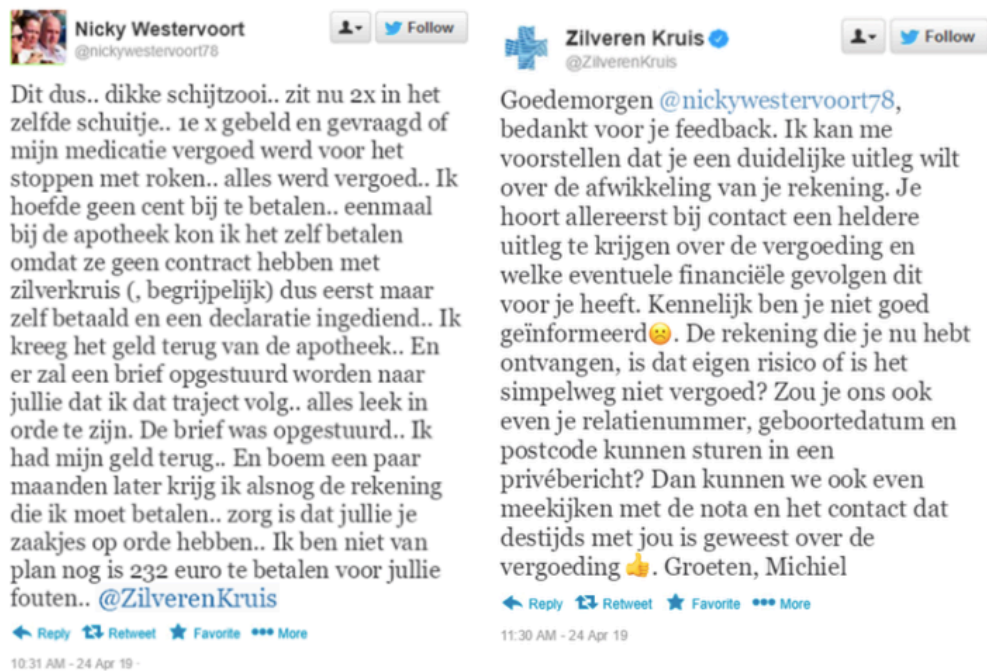 Nicky Westervoort
@nickywestervoort78
Follow
Dit dus.. dikke schijtzooi.. zit nu 2x in het
zelfde schuitje.. 1e x gebeld en gevraagd of
mijn medicatie vergoed werd voor het
stoppen met roken.. alles werd vergoed.. Ik
hoefde geen cent bij te betalen.. eenmaal
bij de apotheek kon ik het zelf betalen
omdat ze geen contract hebben met
zilverkruis (, begrijpelijk) dus eerst maar
zelf betaald en een declaratie ingediend.. Ik
kreeg het geld terug van de apotheek.. En
er zal een brief opgestuurd worden naar
jullie dat ik dat traject volg.. alles leek in
orde te zijn. De brief was opgestuurd.. Ik
had mijn geld terug.. En boem een paar
maanden later krijg ik alsnog de rekening
die ik moet betalen.. zorg is dat jullie je
zaakjes op orde hebben.. Ik ben niet van
plan nog is 232 euro te betalen voor jullie
fouten.. @ZilverenKruis
Reply Retweet Favorite More
10:31 AM - 24 Apr 19 ·
Zilveren Kruis
@ZilverenKruis
Follow
Goedemorgen @nickywestervoort78,
bedankt voor je feedback. Ik kan me
voorstellen dat je een duidelijke uitleg wilt
over de afwikkeling van je rekening. Je
hoort allereerst bij contact een heldere
uitleg te krijgen over de vergoeding en
welke eventuele financiële gevolgen dit
voor je heeft. Kennelijk ben je niet goed
geïnformeerd☹️. De rekening die je nu hebt
ontvangen, is dat eigen risico of is het
simpelweg niet vergoed? Zou je ons ook
even je relatienummer, geboortedatum en
postcode kunnen sturen in een
privébericht? Dan kunnen we ook even
meekijken met de nota en het contact dat
destijds met jou is geweest over de
vergoeding 👍. Groeten, Michiel
Reply Retweet Favorite More
11:30 AM - 24 Apr 19